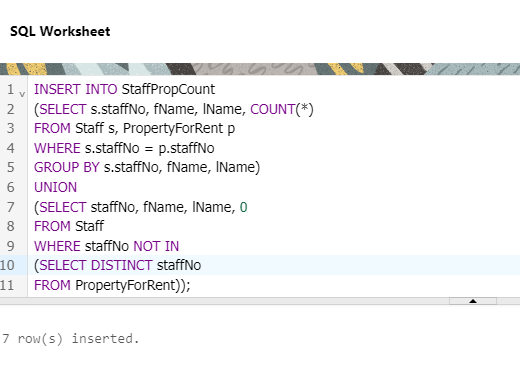 SQL Worksheet
1 INSERT INTO StaffPropCount
2 (SELECT s.staffNo, fName, lName, COUNT(*)
3 FROM Staff s, PropertyForRent p
4 WHERE s.staffNo = p.staffNo
5 GROUP BY s.staffNo, fName, lName)
6 UNION
7 (SELECT staffNo, fName, lName, 0
8 FROM Staff
9 WHERE staffNo NOT IN
10 (SELECT DISTINCT staffNo
11 FROM PropertyForRent));
7 row(s) inserted.